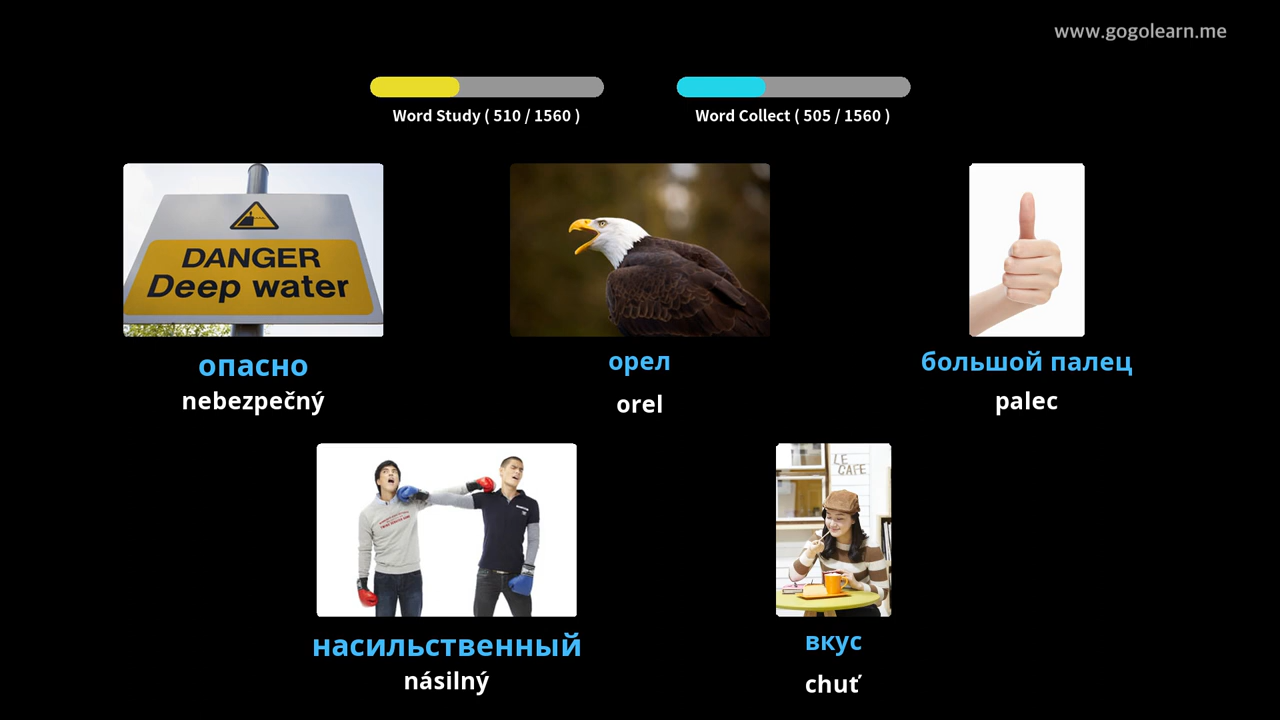 www.gogolearn.me
Word Study ( 510 / 1560 )
Word Collect ( 505 / 1560 )
DANGER
Deep water
опасно
nebezpečný
орел
orel
большой палец
palec
LE
CAFE
насильственный
násilný
вкус
chuť